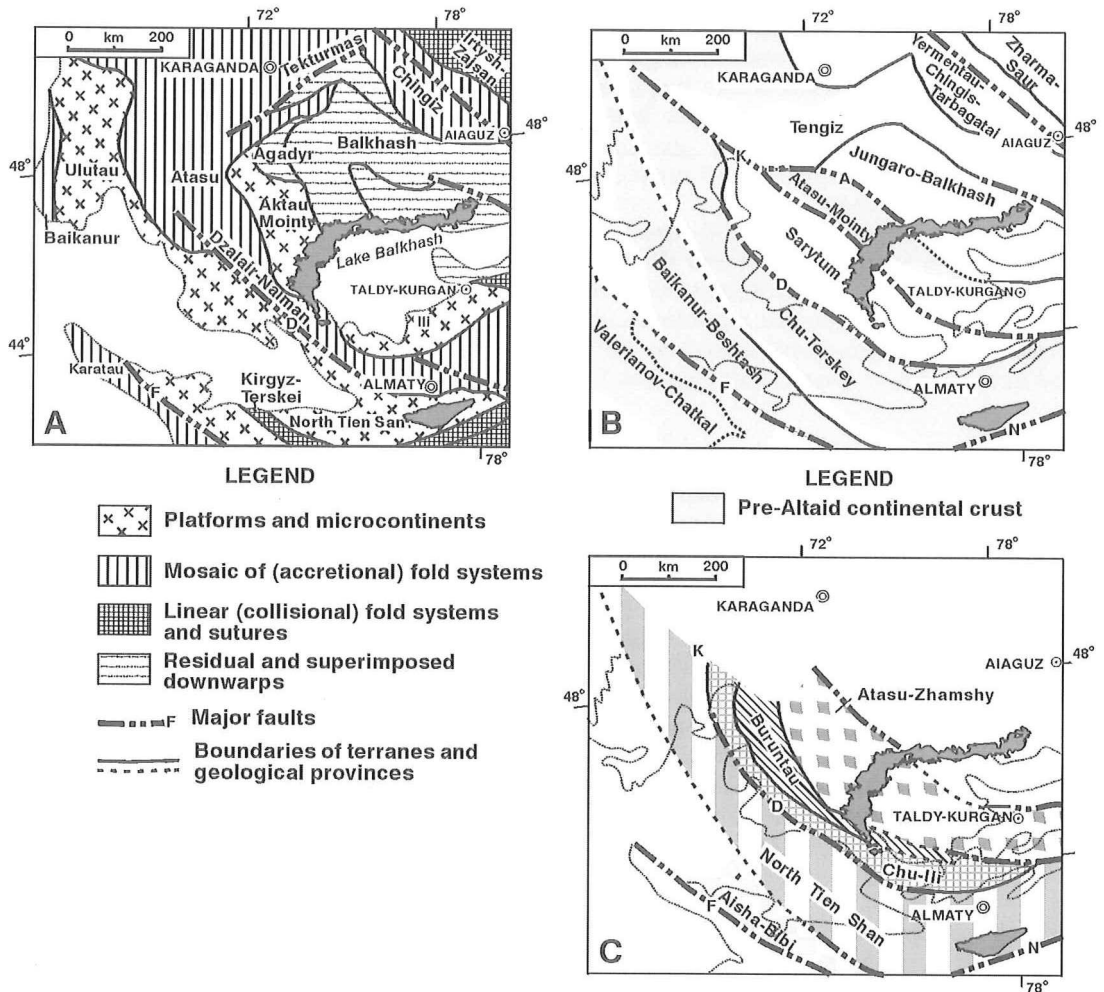 72°
78°
0 200
km
KARAGANDA
Tekturmas
Irtysh-
Zajsan
Chingiz
AIAGUZ
48°
48°
Ulutau
Atasu
Agadyr
Balkhash
Aktau
Mointy
Baikanur
Dzalair-Naiman
Lake Balkhash
TALDY-KURGAN
D
Ili
44°
Karatau
F
Kirgyz-
Terskei
ALMATY
North Tien San
A
78°
LEGEND
Platforms and microcontinents
Mosaic of (accretional) fold systems
Linear (collisional) fold systems
and sutures
Residual and superimposed
downwarps
F Major faults
Boundaries of terranes and
geological provinces
72°
78°
0 200
km
KARAGANDA
Yermentau-
Chingis-
Tarbagatai
Zharma-
Saur
AIAGUZ
48°
48°
Tengiz
K
A
Jungaro-Balkhash
Atasu-Mointy
Sarytum
D
TALDY-KURGAN
Baikanur-Beshtash
Chu-Terskey
Valerianov-Chatkal
F
ALMATY
N
B
78°
LEGEND
Pre-Altaid continental crust
72°
78°
0 200
km
KARAGANDA
AIAGUZ
48°
48°
K
Atasu-Zhamshy
Buruntau
D
TALDY-KURGAN
Chu-Ili
North Tien Shan
ALMATY
F
Aisha-Bibi
N
C
78°